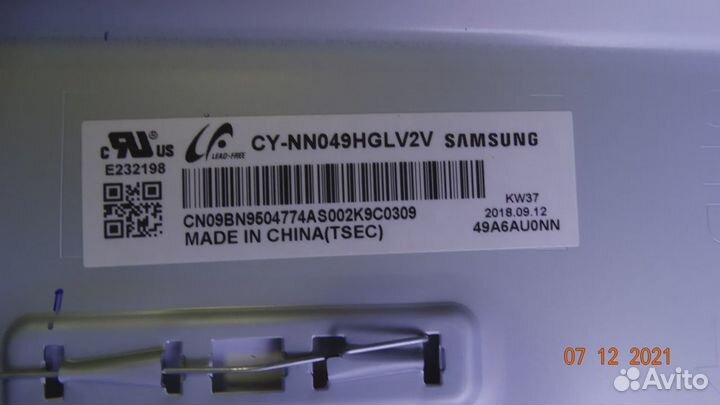 c RU US
E232198
LEAD-FREE
CY-NN049HGLV2V SAMSUNG
CN09BN9504774AS002K9C0309
MADE IN CHINA(TSEC)
KW37
2018.09.12
49A6AU0NN
07 12 2021
Avito